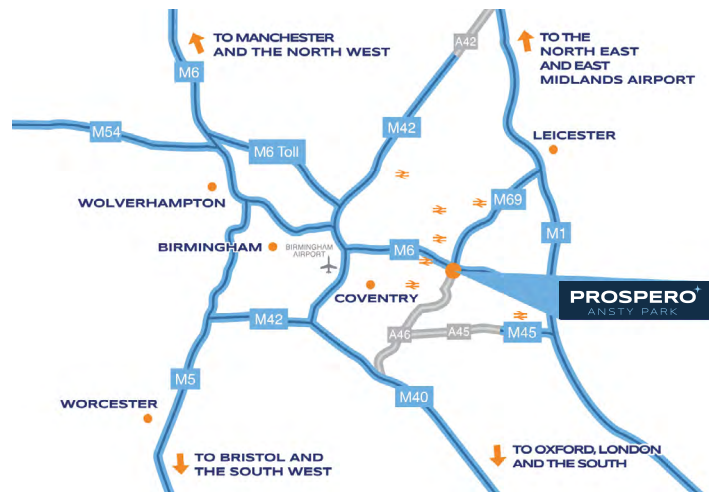 TO MANCHESTER
AND THE NORTH WEST
A42
TO THE
NORTH EAST
AND EAST
MIDLANDS AIRPORT
M6
M54
M6 Toll
M42
LEICESTER
WOLVERHAMPTON
M69
M1
BIRMINGHAM
BIRMINGHAM
AIRPORT
M6
COVENTRY
PROSPERO
ANSTY PARK
M42
A46
A45
M45
M5
M40
WORCESTER
TO BRISTOL AND
THE SOUTH WEST
TO OXFORD, LONDON
AND THE SOUTH